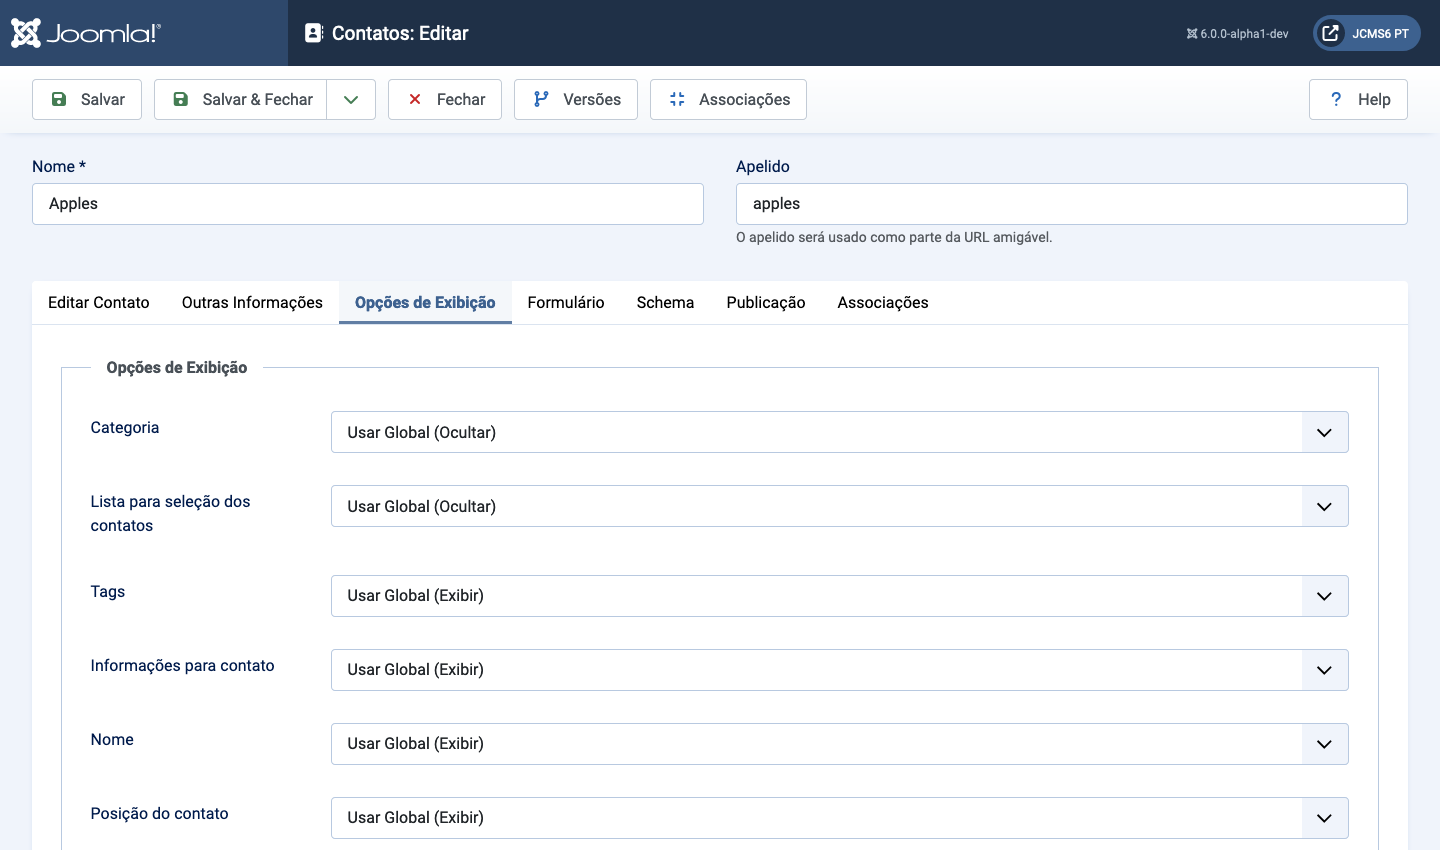 Joomla!®
Contatos: Editar
6.0.0-alpha1-dev
JCMS6 PT
Salvar
Salvar & Fechar
Fechar
Versões
Associações
? Help
Nome *
Apelido
Apples
apples
O apelido será usado como parte da URL amigável.
Editar Contato
Outras Informações
Opções de Exibição
Formulário
Schema
Publicação
Associações
Opções de Exibição
Categoria
Usar Global (Ocultar)
Lista para seleção dos
contatos
Usar Global (Ocultar)
Tags
Usar Global (Exibir)
Informações para contato
Usar Global (Exibir)
Nome
Usar Global (Exibir)
Posição do contato
Usar Global (Exibir)